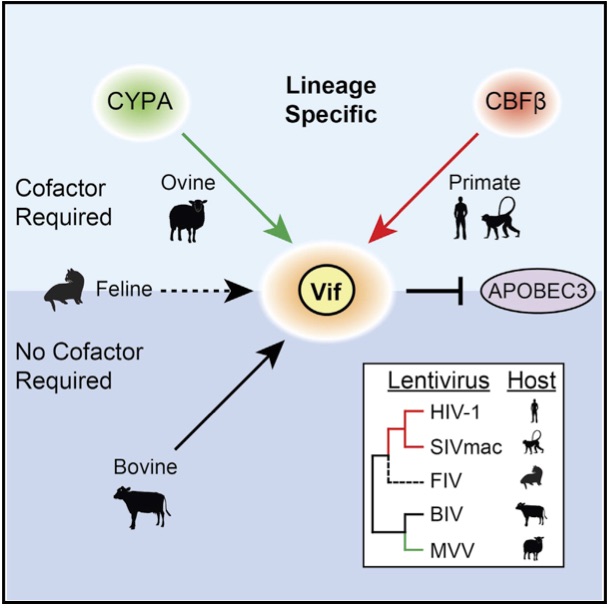 CYPA
Lineage
Specific
CBFβ
Cofactor
Required
Ovine
Primate
Feline
Vif
APOBEC3
No Cofactor
Required
Bovine
Lentivirus Host
HIV-1
SIVmac
FIV
BIV
MVV